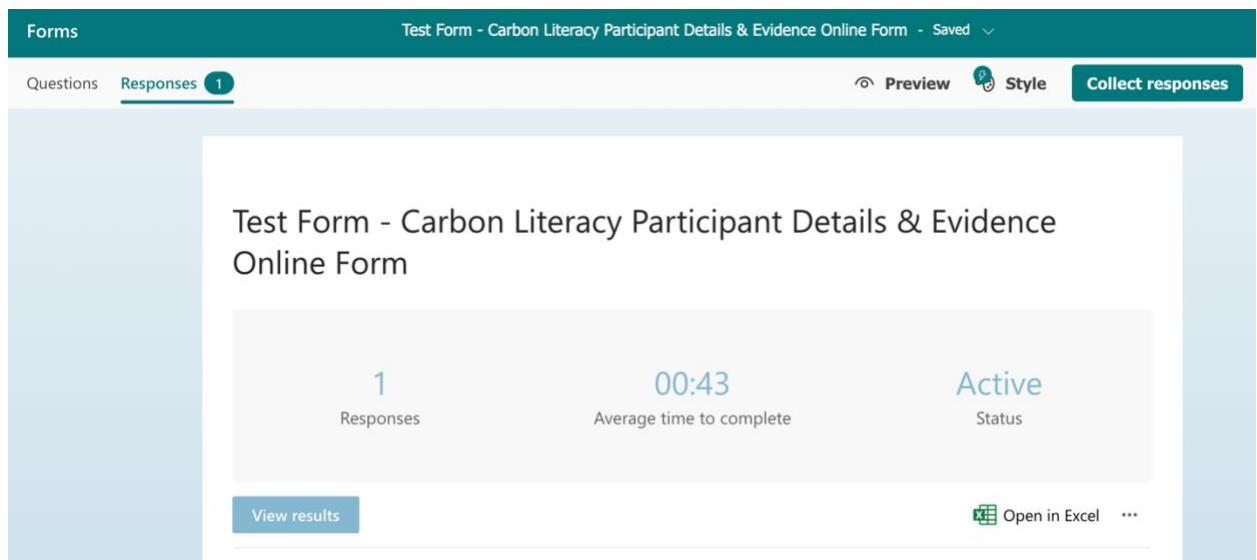 Forms
Test Form - Carbon Literacy Participant Details & Evidence Online Form - Saved
Questions
Responses 1
Preview
Style
Collect responses
Test Form - Carbon Literacy Participant Details & Evidence
Online Form
1
Responses
00:43
Average time to complete
Active
Status
View results
Open in Excel